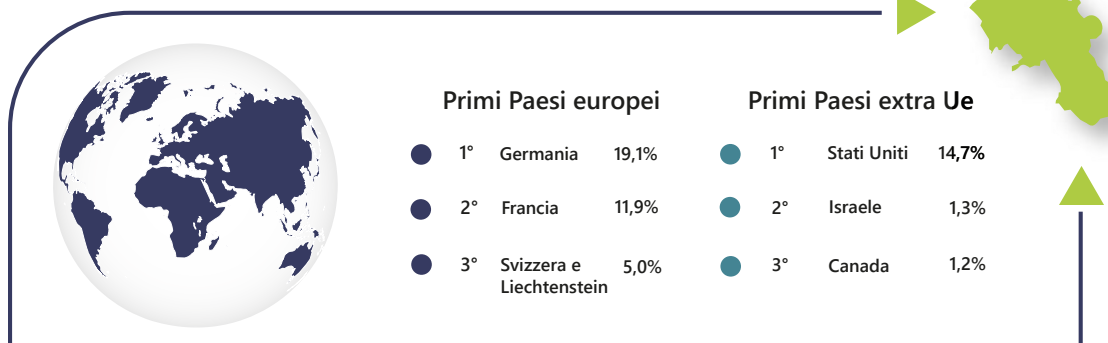 Primi Paesi europei
1° Germania 19,1%
2° Francia 11,9%
3° Svizzera e 5,0%
Liechtenstein
Primi Paesi extra Ue
1° Stati Uniti 14,7%
2° Israele 1,3%
3° Canada 1,2%